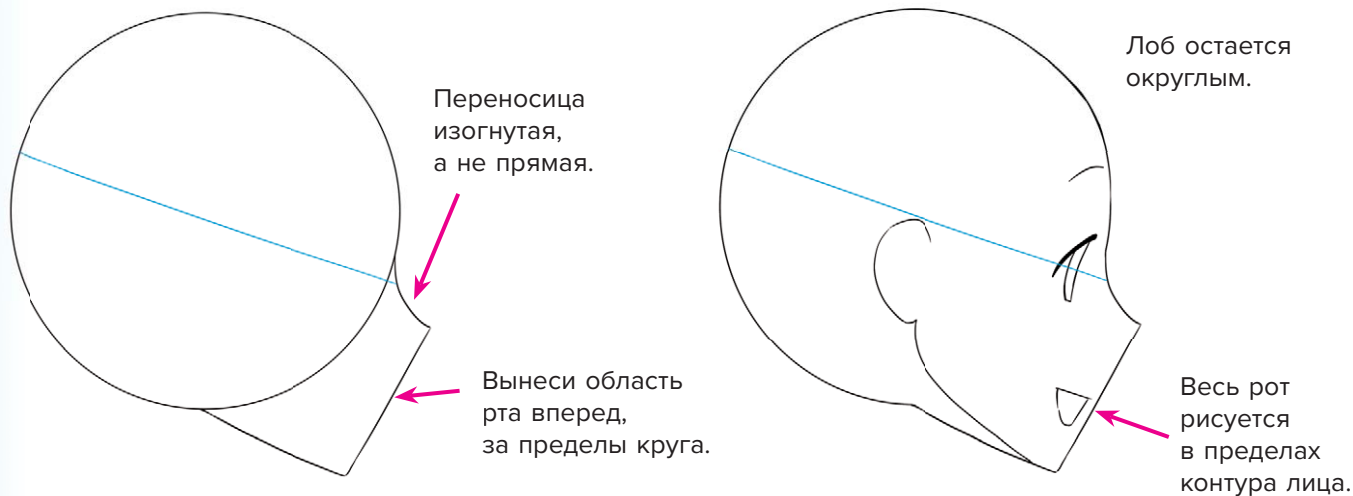 Переносица
изогнутая,
а не прямая.
Вынеси область
рта вперед,
за пределы круга.
Лоб остается
округлым.
Весь рот
рисуется
в пределах
контура лица.